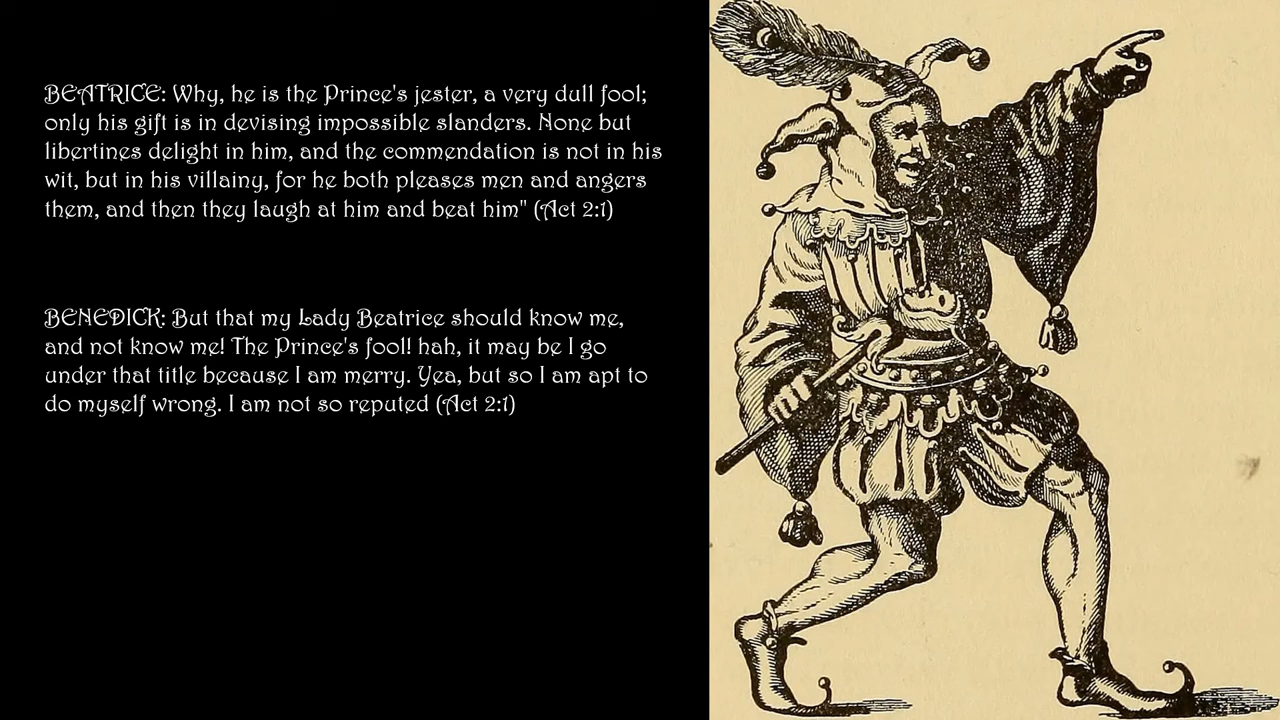 BEATRICE: Why, he is the Prince's jester, a very dull fool;
only his gift is in devising impossible slanders. None but
libertines delight in him, and the commendation is not in his
wit, but in his villainy, for he both pleases men and angers
them, and then they laugh at him and beat him" (Act 2:1)
BENEDICK: But that my Lady Beatrice should know me,
and not know me! The Prince's fool! hah, it may be I go
under that title because I am merry. Yea, but so I am apt to
do myself wrong. I am not so reputed (Act 2:1)